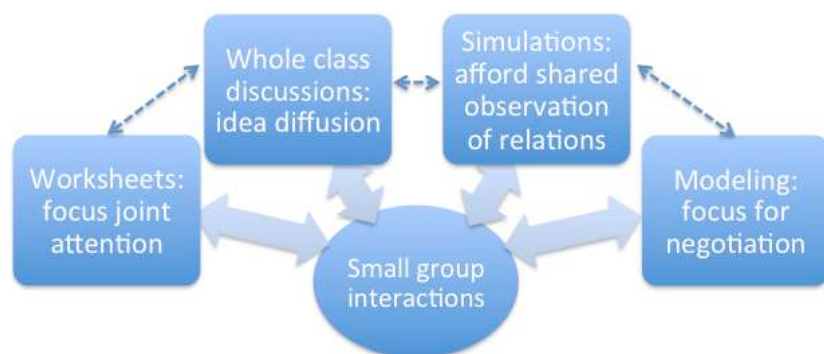 Whole class
discussions:
idea diffusion
Simulations:
afford shared
observation
of relations
Worksheets:
focus joint
attention
Modeling:
focus for
negotiation
Small group
interactions